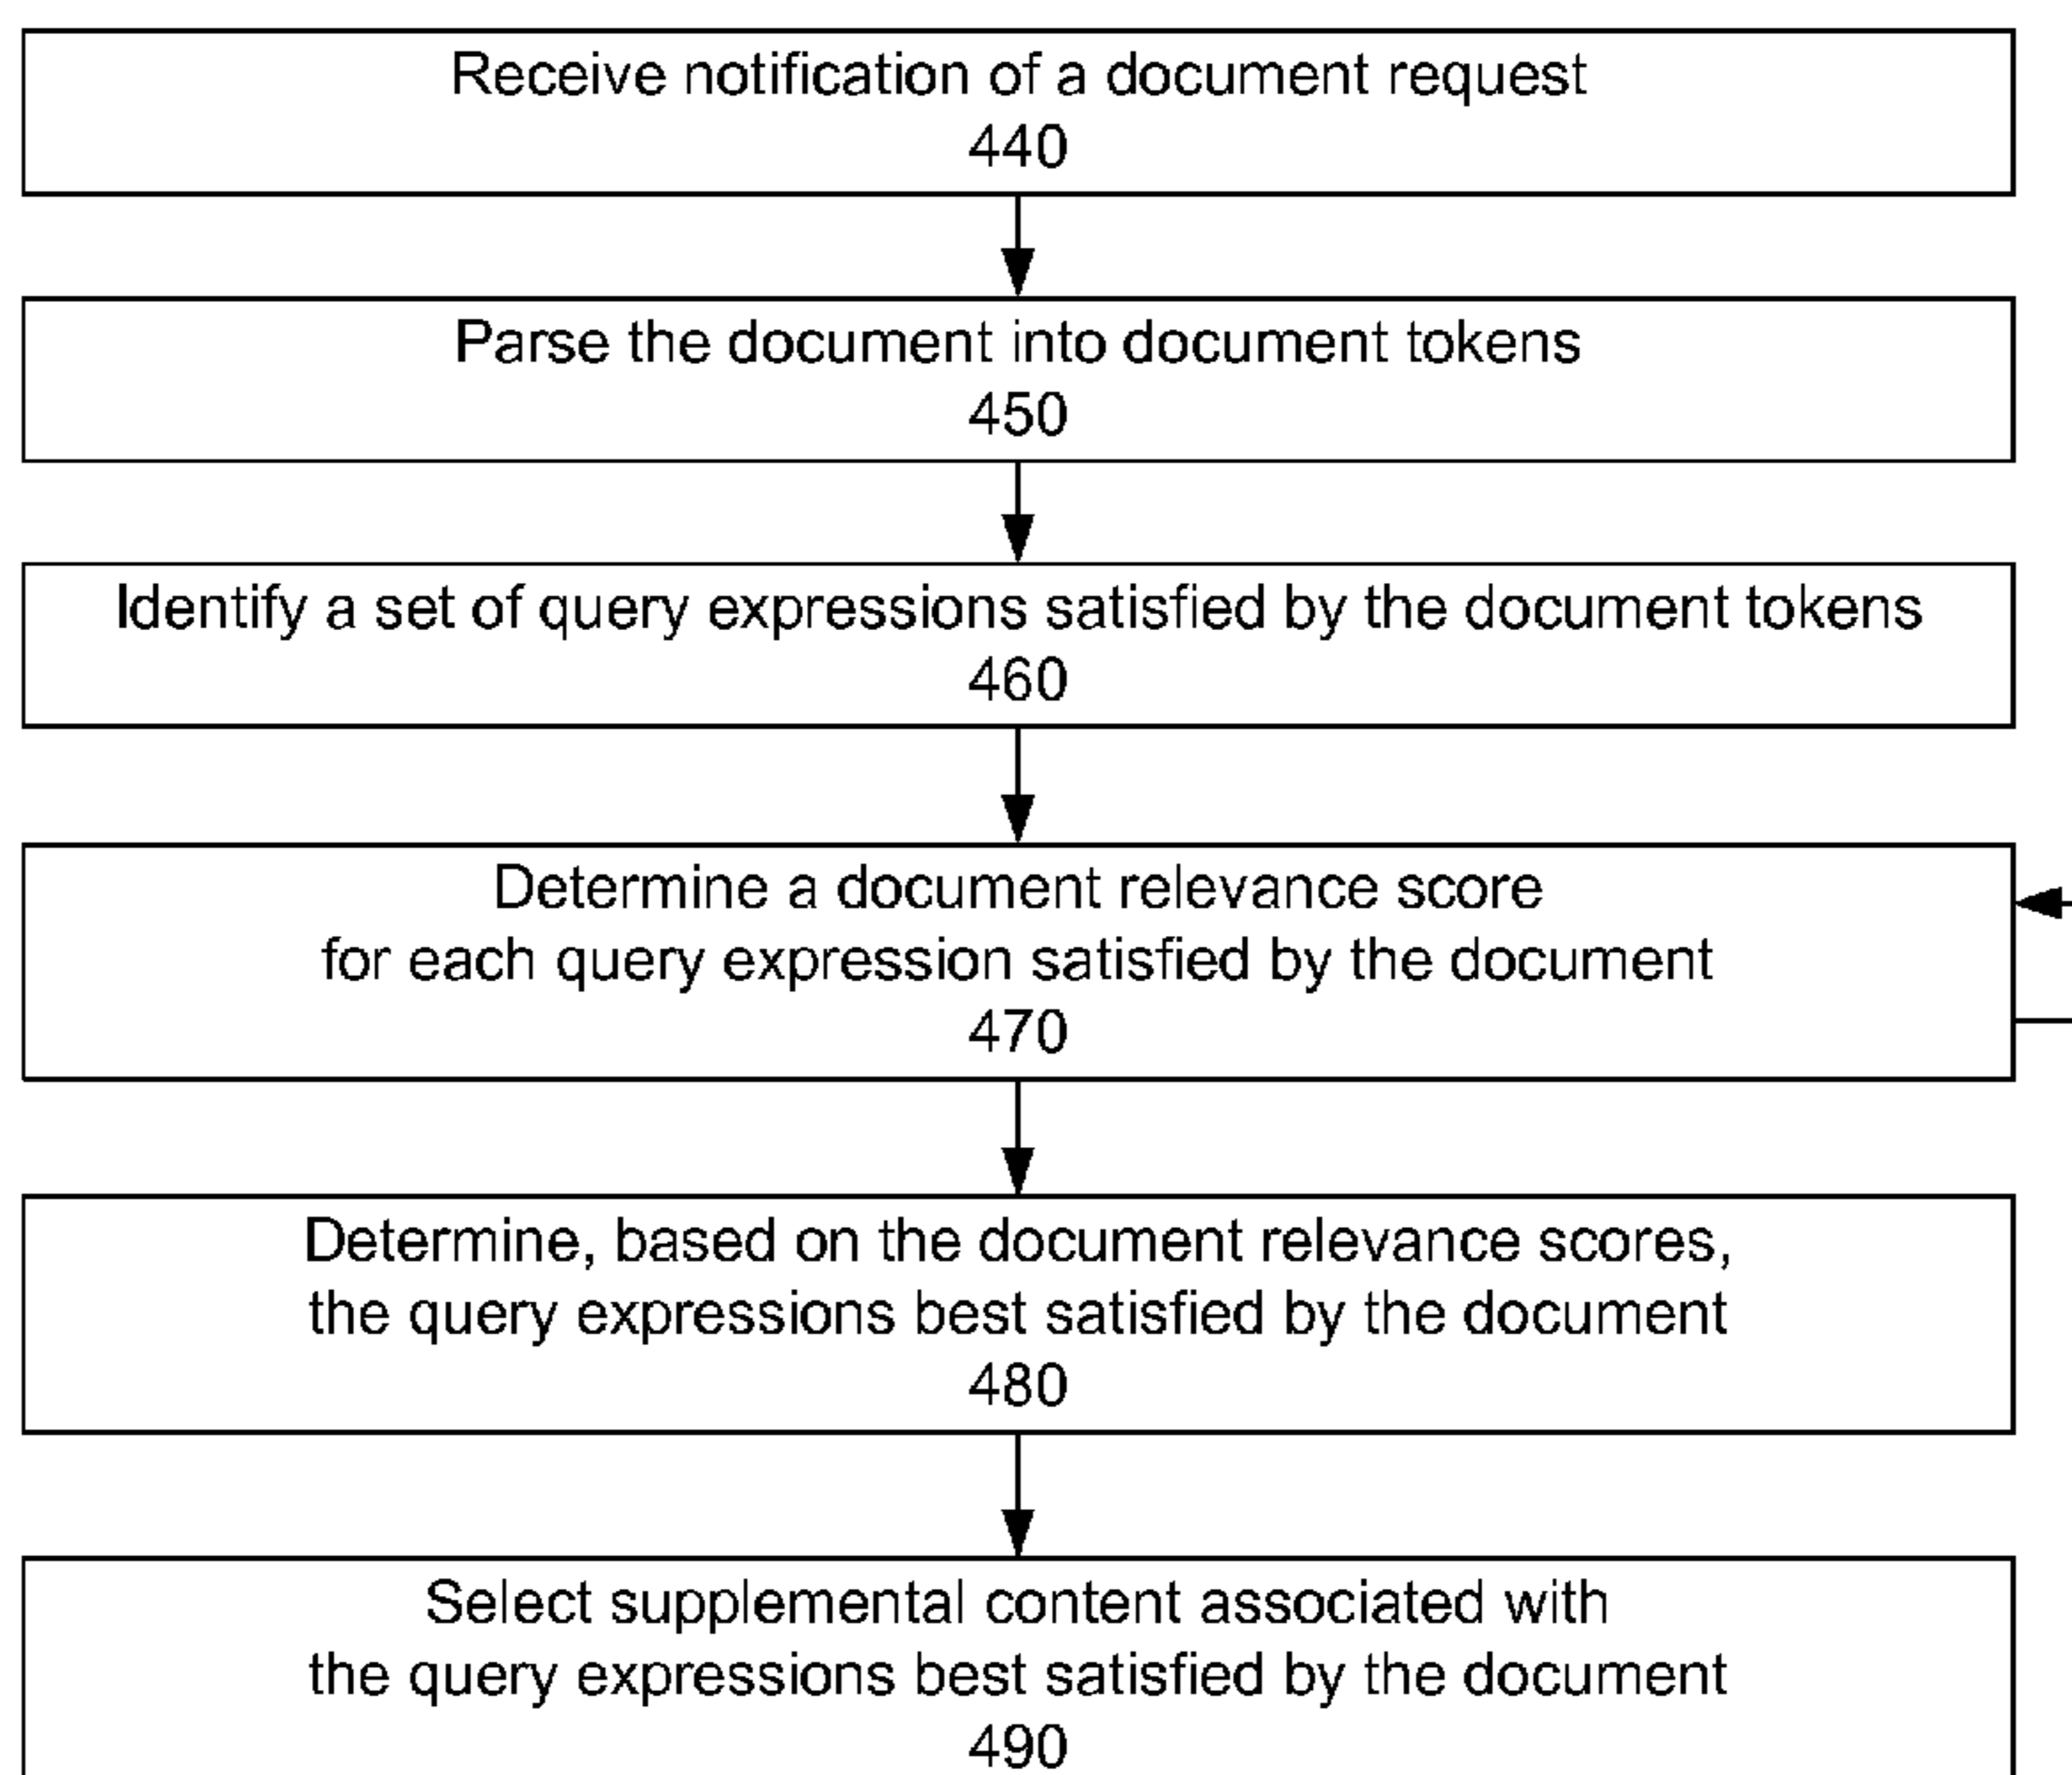 Receive notification of a document request
440
Parse the document into document tokens
450
Identify a set of query expressions satisfied by the document tokens
460
Determine a document relevance score
for each query expression satisfied by the document
470
Determine, based on the document relevance scores,
the query expressions best satisfied by the document
480
Select supplemental content associated with
the query expressions best satisfied by the document
490